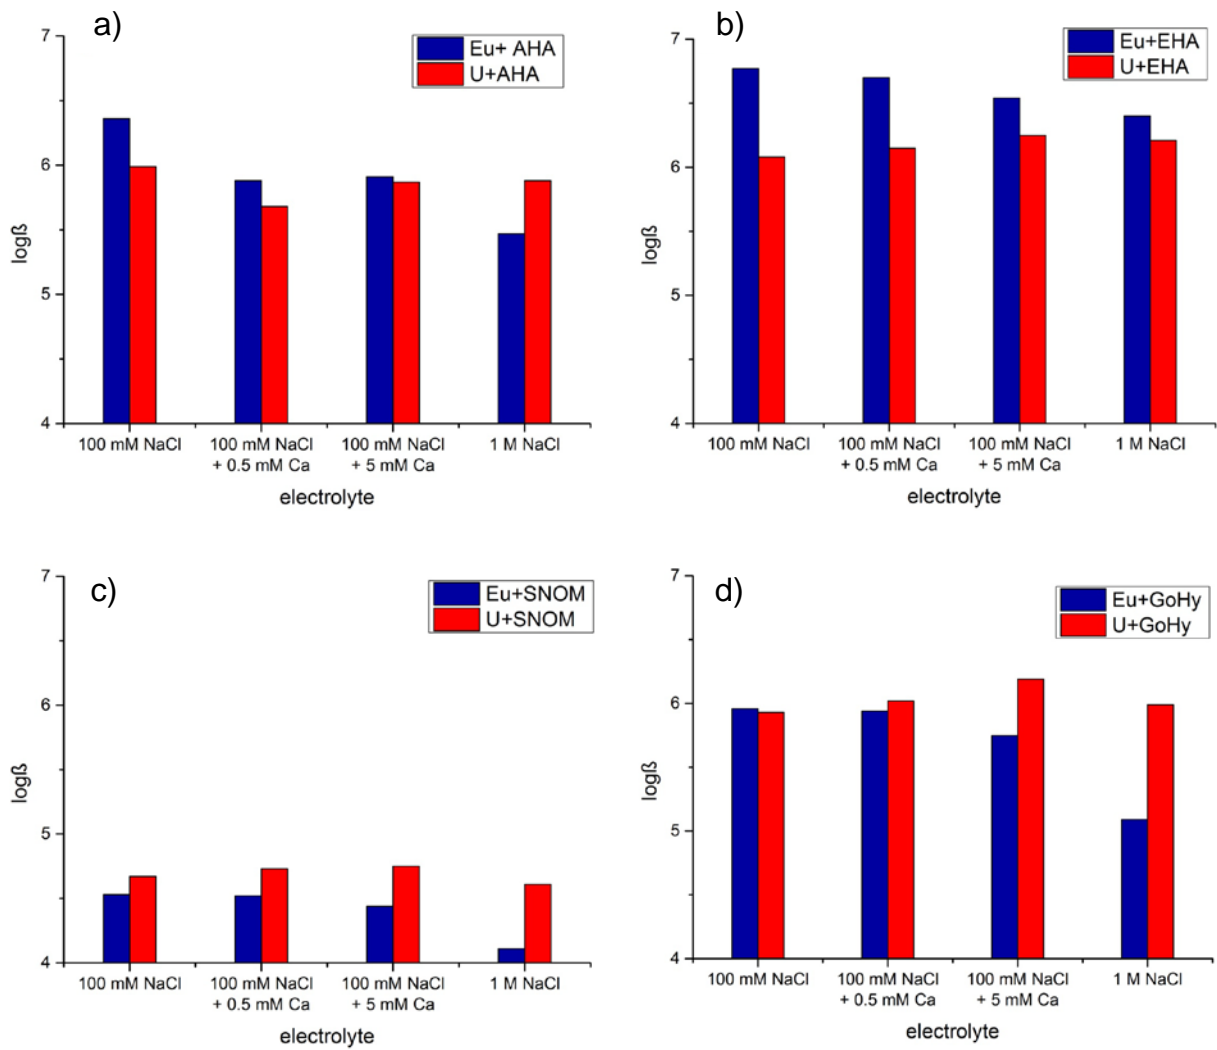 a)
7
6
5
4
logß
Eu+ AHA
U+AHA
100 mM NaCl
100 mM NaCl
+ 0.5 mM Ca
100 mM NaCl
+ 5 mM Ca
1 M NaCl
electrolyte
b)
7
6
5
4
logß
Eu+EHA
U+EHA
100 mM NaCl
100 mM NaCl
+ 0.5 mM Ca
100 mM NaCl
+ 5 mM Ca
1 M NaCl
electrolyte
c)
7
6
5
4
logß
Eu+SNOM
U+SNOM
100 mM NaCl
100 mM NaCl
+ 0.5 mM Ca
100 mM NaCl
+ 5 mM Ca
1 M NaCl
electrolyte
d)
7
6
5
4
logß
Eu+GoHy
U+GoHy
100 mM NaCl
100 mM NaCl
+ 0.5 mM Ca
100 mM NaCl
+ 5 mM Ca
1 M NaCl
electrolyte